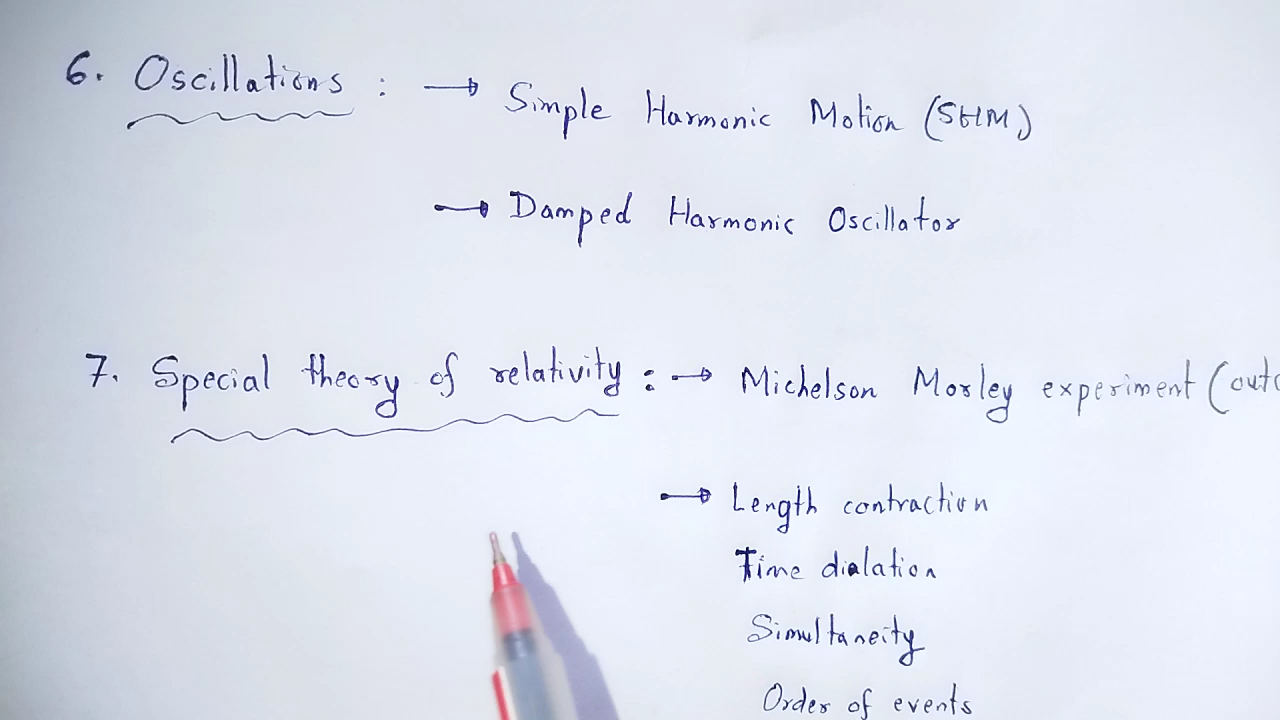 6. Oscillations : → Simple Harmonic Motion (SHM)
→ Damped Harmonic Oscillator
7. Special theory of relativity : → Michelson Morley experiment (
→ Length contraction
Time dialation
Simultaneity
Order of events